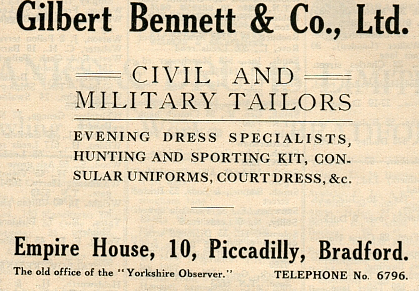 Gilbert Bennett & Co., Ltd.
CIVIL AND
MILITARY TAILORS
EVENING DRESS SPECIALISTS,
HUNTING AND SPORTING KIT, CON-
SULAR UNIFORMS, COURT DRESS, &c.
Empire House, 10, Piccadilly, Bradford.
The old office of the "Yorkshire Observer." TELEPHONE No. 6796.